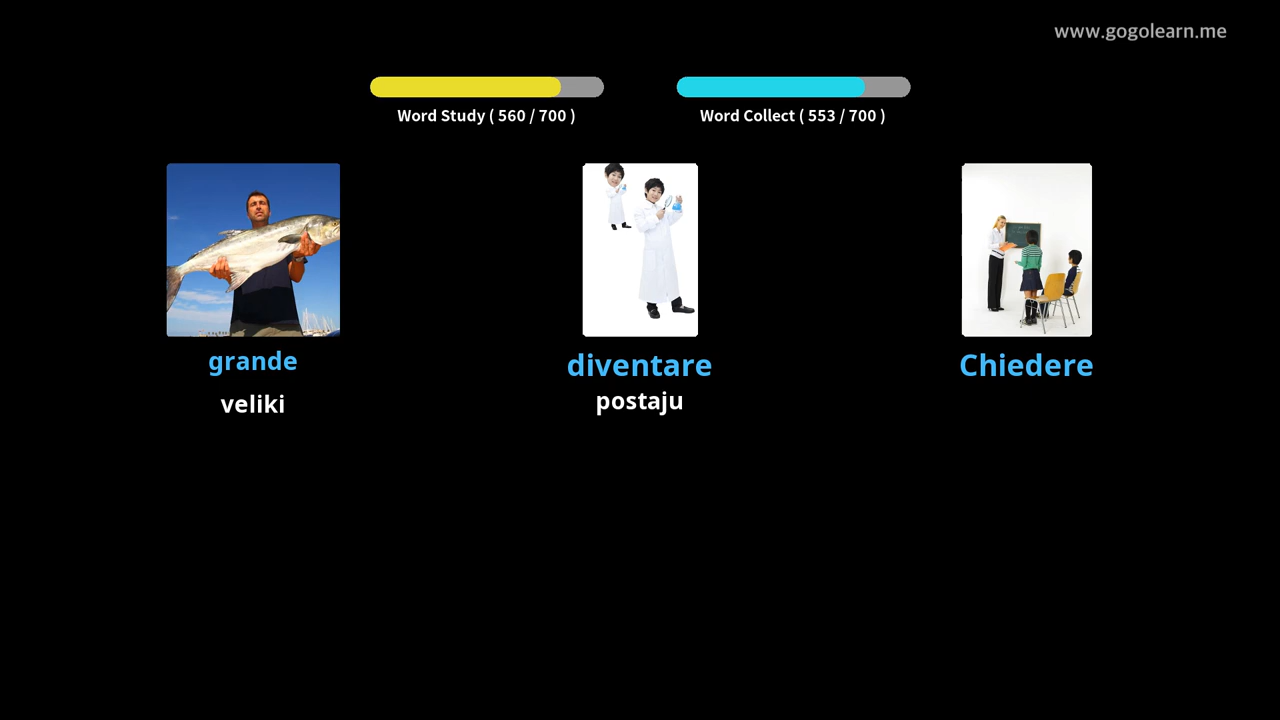 www.gogolearn.me
Word Study ( 560 / 700 )
Word Collect ( 553 / 700 )
grande
diventare
Chiedere
veliki
postaju